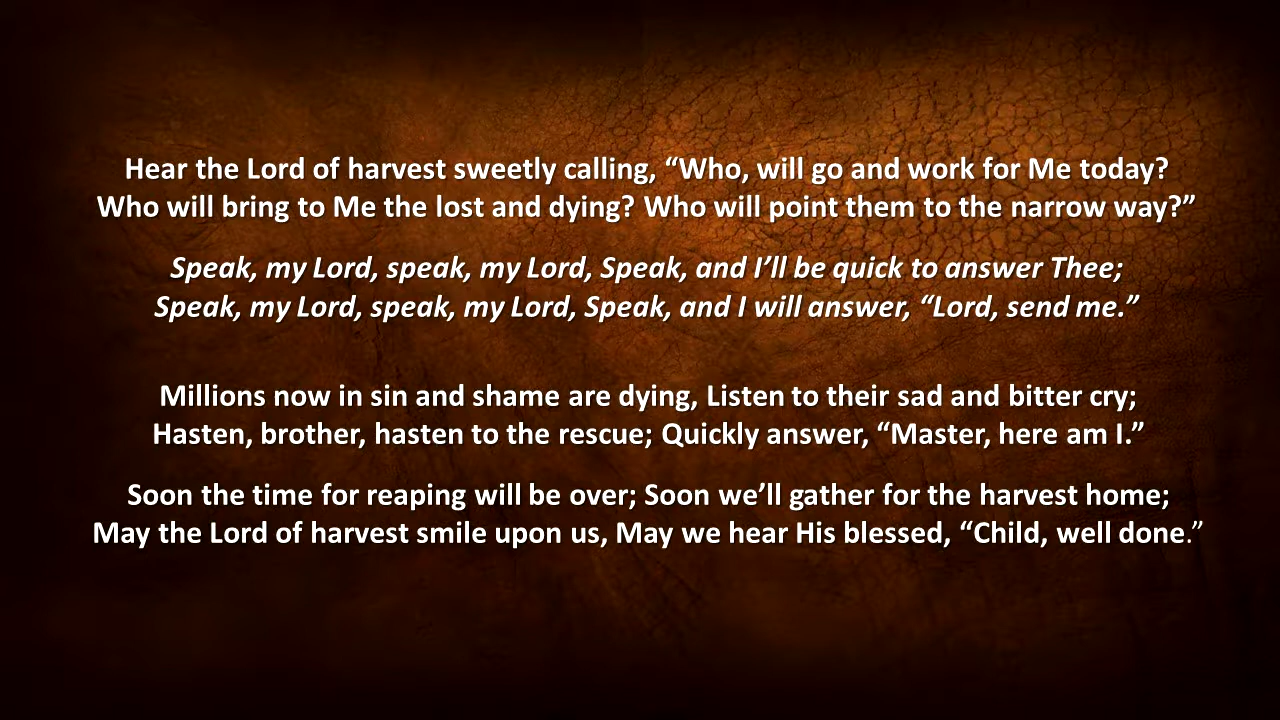 Hear the Lord of harvest sweetly calling, “Who, will go and work for Me today?
Who will bring to Me the lost and dying? Who will point them to the narrow way?”
Speak, my Lord, speak, my Lord, Speak, and I’ll be quick to answer Thee;
Speak, my Lord, speak, my Lord, Speak, and I will answer, “Lord, send me.”
Millions now in sin and shame are dying, Listen to their sad and bitter cry;
Hasten, brother, hasten to the rescue; Quickly answer, “Master, here am I.”
Soon the time for reaping will be over; Soon we’ll gather for the harvest home;
May the Lord of harvest smile upon us, May we hear His blessed, “Child, well done.”